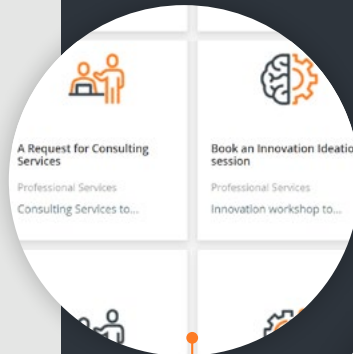 A Request for Consulting
Services
Professional Services
Consulting Services to...
Book an Innovation Ideatio
session
Professional Services
Innovation workshop to...